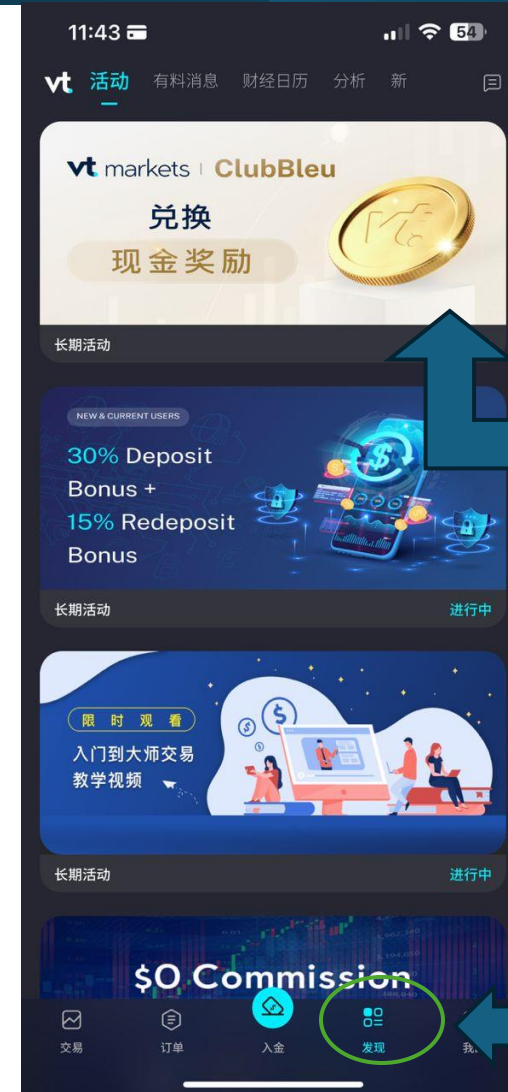 11:43
54
vt 活动 有料消息 财经日历 分析 新
vt markets | ClubBleu
兑换
现金奖励
长期活动
NEW & CURRENT USERS
30% Deposit
Bonus +
15% Redeposit
Bonus
长期活动 进行中
限时观看
入门到大师交易
教学视频
长期活动 进行中
$0 Commission
交易 订单 入金 发现